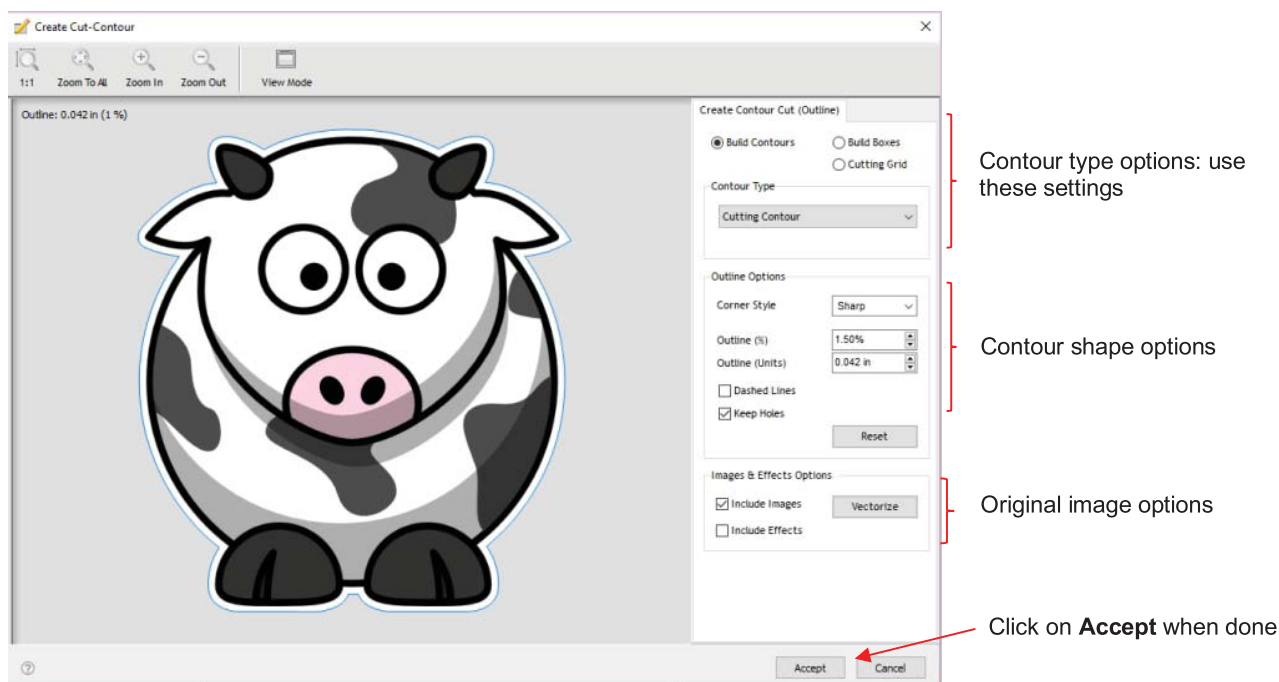 Create Cut-Contour
1:1 Zoom To All Zoom In Zoom Out View Mode
Outline: 0.042 in (1 %)
Create Contour Cut (Outline)
Build Contours Build Boxes
Cutting Grid
Contour Type
Cutting Contour
Contour type options: use
these settings
Outline Options
Corner Style Sharp
Outline (%) 1.50%
Outline (Units) 0.042 in
Dashed Lines
Keep Holes
Reset
Contour shape options
Images & Effects Options
Include Images Vectorize
Include Effects
Original image options
Click on Accept when done
Accept Cancel